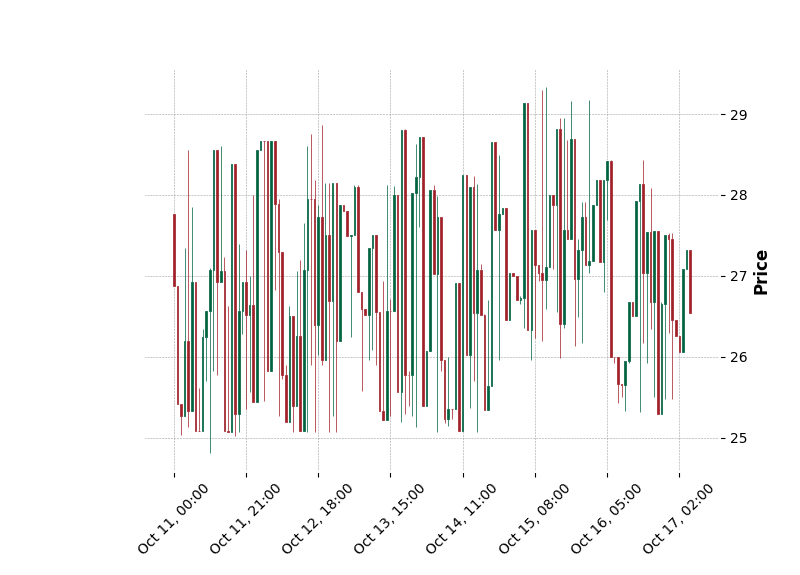 29
28
27
26
25
Price
Oct 11, 00:00
Oct 11, 21:00
Oct 12, 18:00
Oct 13, 15:00
Oct 14, 11:00
Oct 15, 08:00
Oct 16, 05:00
Oct 17, 02:00